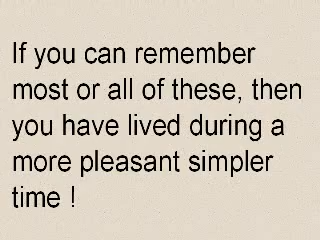 If you can remember
most or all of these, then
you have lived during a
more pleasant simpler
time !